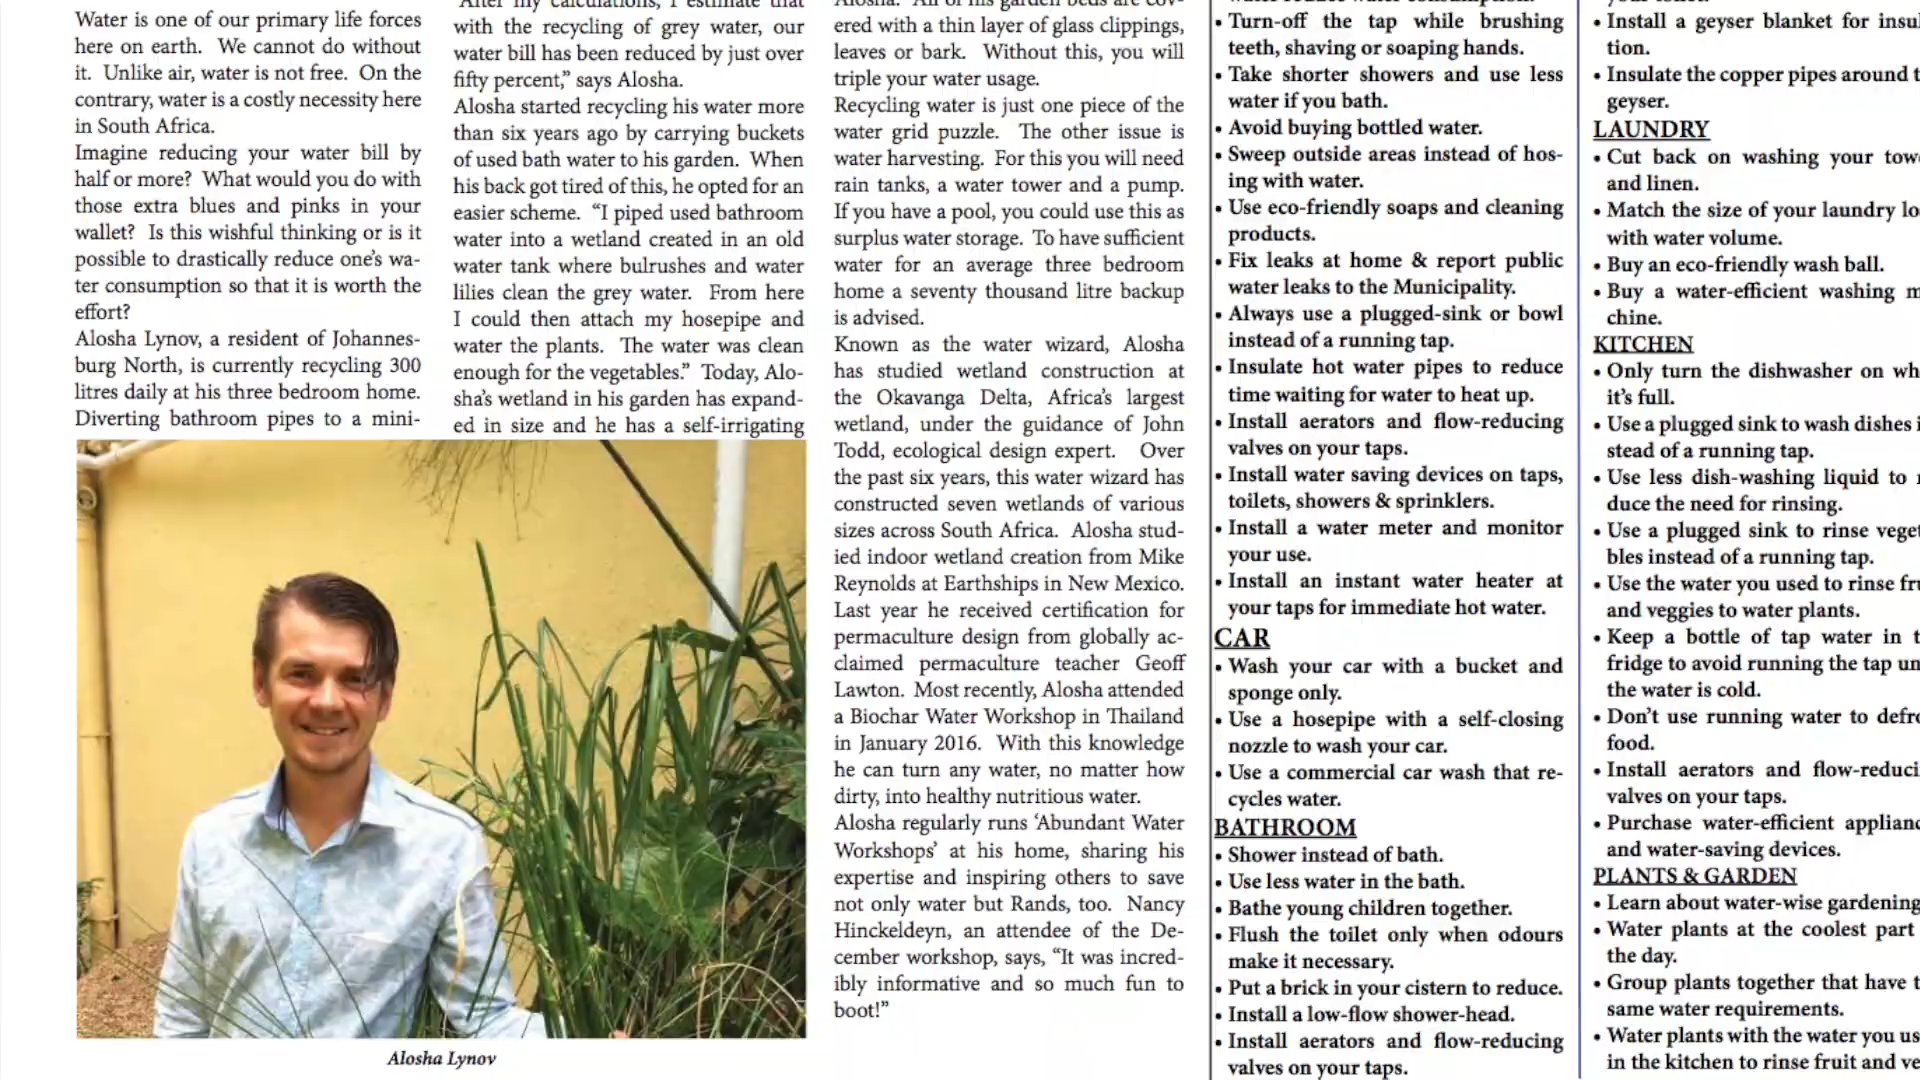 Water is one of our primary life forces
here on earth. We cannot do without
it. Unlike air, water is not free. On the
contrary, water is a costly necessity here
in South Africa.
Imagine reducing your water bill by
half or more? What would you do with
those extra blues and pinks in your
wallet? Is this wishful thinking or is it
possible to drastically reduce one's wa-
ter consumption so that it is worth the
effort?
Alosha Lynov, a resident of Johannes-
burg North, is currently recycling 300
litres daily at his three bedroom home.
Diverting bathroom pipes to a mini-
"After my calculations, I estimate that
with the recycling of grey water, our
water bill has been reduced by just over
fifty percent," says Alosha.
Alosha started recycling his water more
than six years ago by carrying buckets
of used bath water to his garden. When
his back got tired of this, he opted for an
easier scheme. "I piped used bathroom
water into a wetland created in an old
water tank where bulrushes and water
lilies clean the grey water. From here
I could then attach my hosepipe and
water the plants. The water was clean
enough for the vegetables." Today, Alo-
sha's wetland in his garden has expand-
ed in size and he has a self-irrigating
Alosha Lynov
Alosha. All of his garden beds are cov-
ered with a thin layer of glass clippings,
leaves or bark. Without this, you will
triple your water usage.
Recycling water is just one piece of the
water grid puzzle. The other issue is
water harvesting. For this you will need
rain tanks, a water tower and a pump.
If you have a pool, you could use this as
surplus water storage. To have sufficient
water for an average three bedroom
home a seventy thousand litre backup
is advised.
Known as the water wizard, Alosha
has studied wetland construction at
the Okavanga Delta, Africa's largest
wetland, under the guidance of John
Todd, ecological design expert. Over
the past six years, this water wizard has
constructed seven wetlands of various
sizes across South Africa. Alosha stud-
ied indoor wetland creation from Mike
Reynolds at Earthships in New Mexico.
Last year he received certification for
permaculture design from globally ac-
claimed permaculture teacher Geoff
Lawton. Most recently, Alosha attended
a Biochar Water Workshop in Thailand
in January 2016. With this knowledge
he can turn any water, no matter how
dirty, into healthy nutritious water.
Alosha regularly runs 'Abundant Water
Workshops' at his home, sharing his
expertise and inspiring others to save
not only water but Rands, too. Nancy
Hinckeldeyn, an attendee of the De-
cember workshop, says, "It was incred-
ibly informative and so much fun to
boot!"
water reduce water consumption.
• Turn-off the tap while brushing
teeth, shaving or soaping hands.
• Take shorter showers and use less
water if you bath.
• Avoid buying bottled water.
• Sweep outside areas instead of hos-
ing with water.
• Use eco-friendly soaps and cleaning
products.
• Fix leaks at home & report public
water leaks to the Municipality.
• Always use a plugged-sink or bowl
instead of a running tap.
• Insulate hot water pipes to reduce
time waiting for water to heat up.
• Install aerators and flow-reducing
valves on your taps.
• Install water saving devices on taps,
toilets, showers & sprinklers.
• Install a water meter and monitor
your use.
• Install an instant water heater at
your taps for immediate hot water.
CAR
• Wash your car with a bucket and
sponge only.
• Use a hosepipe with a self-closing
nozzle to wash your car.
• Use a commercial car wash that re-
cycles water.
BATHROOM
• Shower instead of bath.
• Use less water in the bath.
• Bathe young children together.
• Flush the toilet only when odours
make it necessary.
• Put a brick in your cistern to reduce.
• Install a low-flow shower-head.
• Install aerators and flow-reducing
valves on your taps.
your toilet.
• Install a geyser blanket for insul
tion.
• Insulate the copper pipes around t
geyser.
LAUNDRY
• Cut back on washing your tow
and linen.
• Match the size of your laundry lo
with water volume.
• Buy an eco-friendly wash ball.
• Buy a water-efficient washing m
chine.
KITCHEN
• Only turn the dishwasher on wh
it's full.
• Use a plugged sink to wash dishes i
stead of a running tap.
• Use less dish-washing liquid to r
duce the need for rinsing.
• Use a plugged sink to rinse veget
bles instead of a running tap.
• Use the water you used to rinse fru
and veggies to water plants.
• Keep a bottle of tap water in t
fridge to avoid running the tap un
the water is cold.
• Don't use running water to defro
food.
• Install aerators and flow-reduci
valves on your taps.
• Purchase water-efficient applianc
and water-saving devices.
PLANTS & GARDEN
• Learn about water-wise gardening
• Water plants at the coolest part
the day.
• Group plants together that have t
same water requirements.
• Water plants with the water you us
in the kitchen to rinse fruit and ve